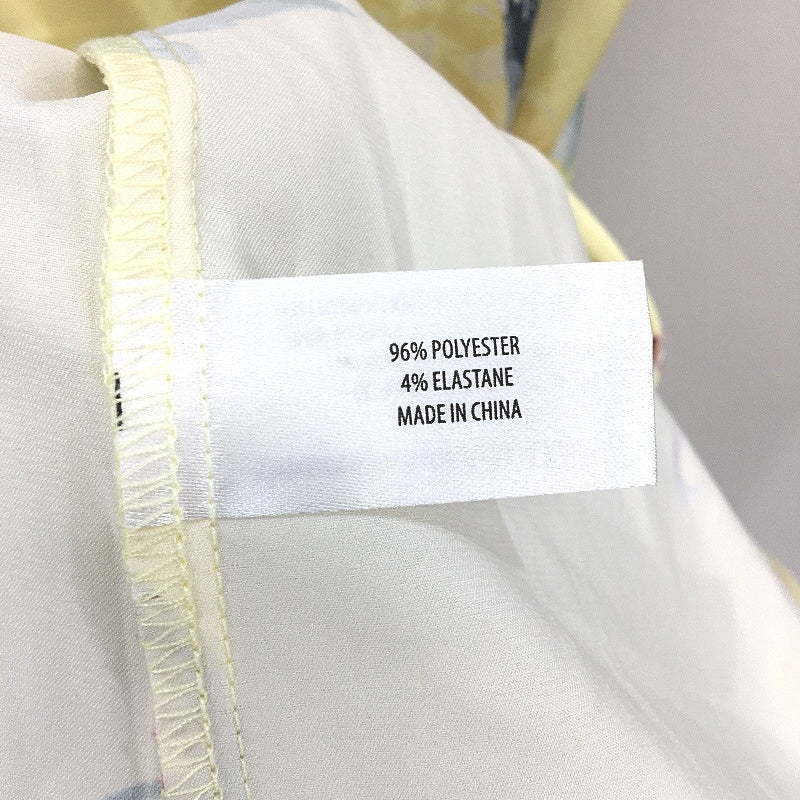 96% POLYESTER
4% ELASTANE
MADE IN CHINA